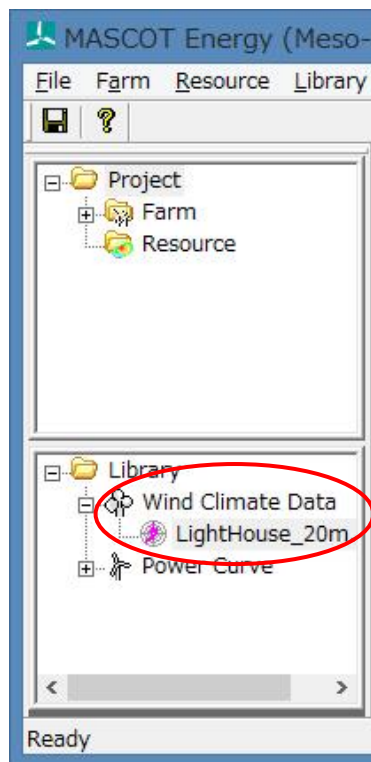 MASCOT Energy (Meso-
File Farm Resource Library
Project
Farm
Resource
Library
Wind Climate Data
LightHouse_20m
Power Curve
Ready